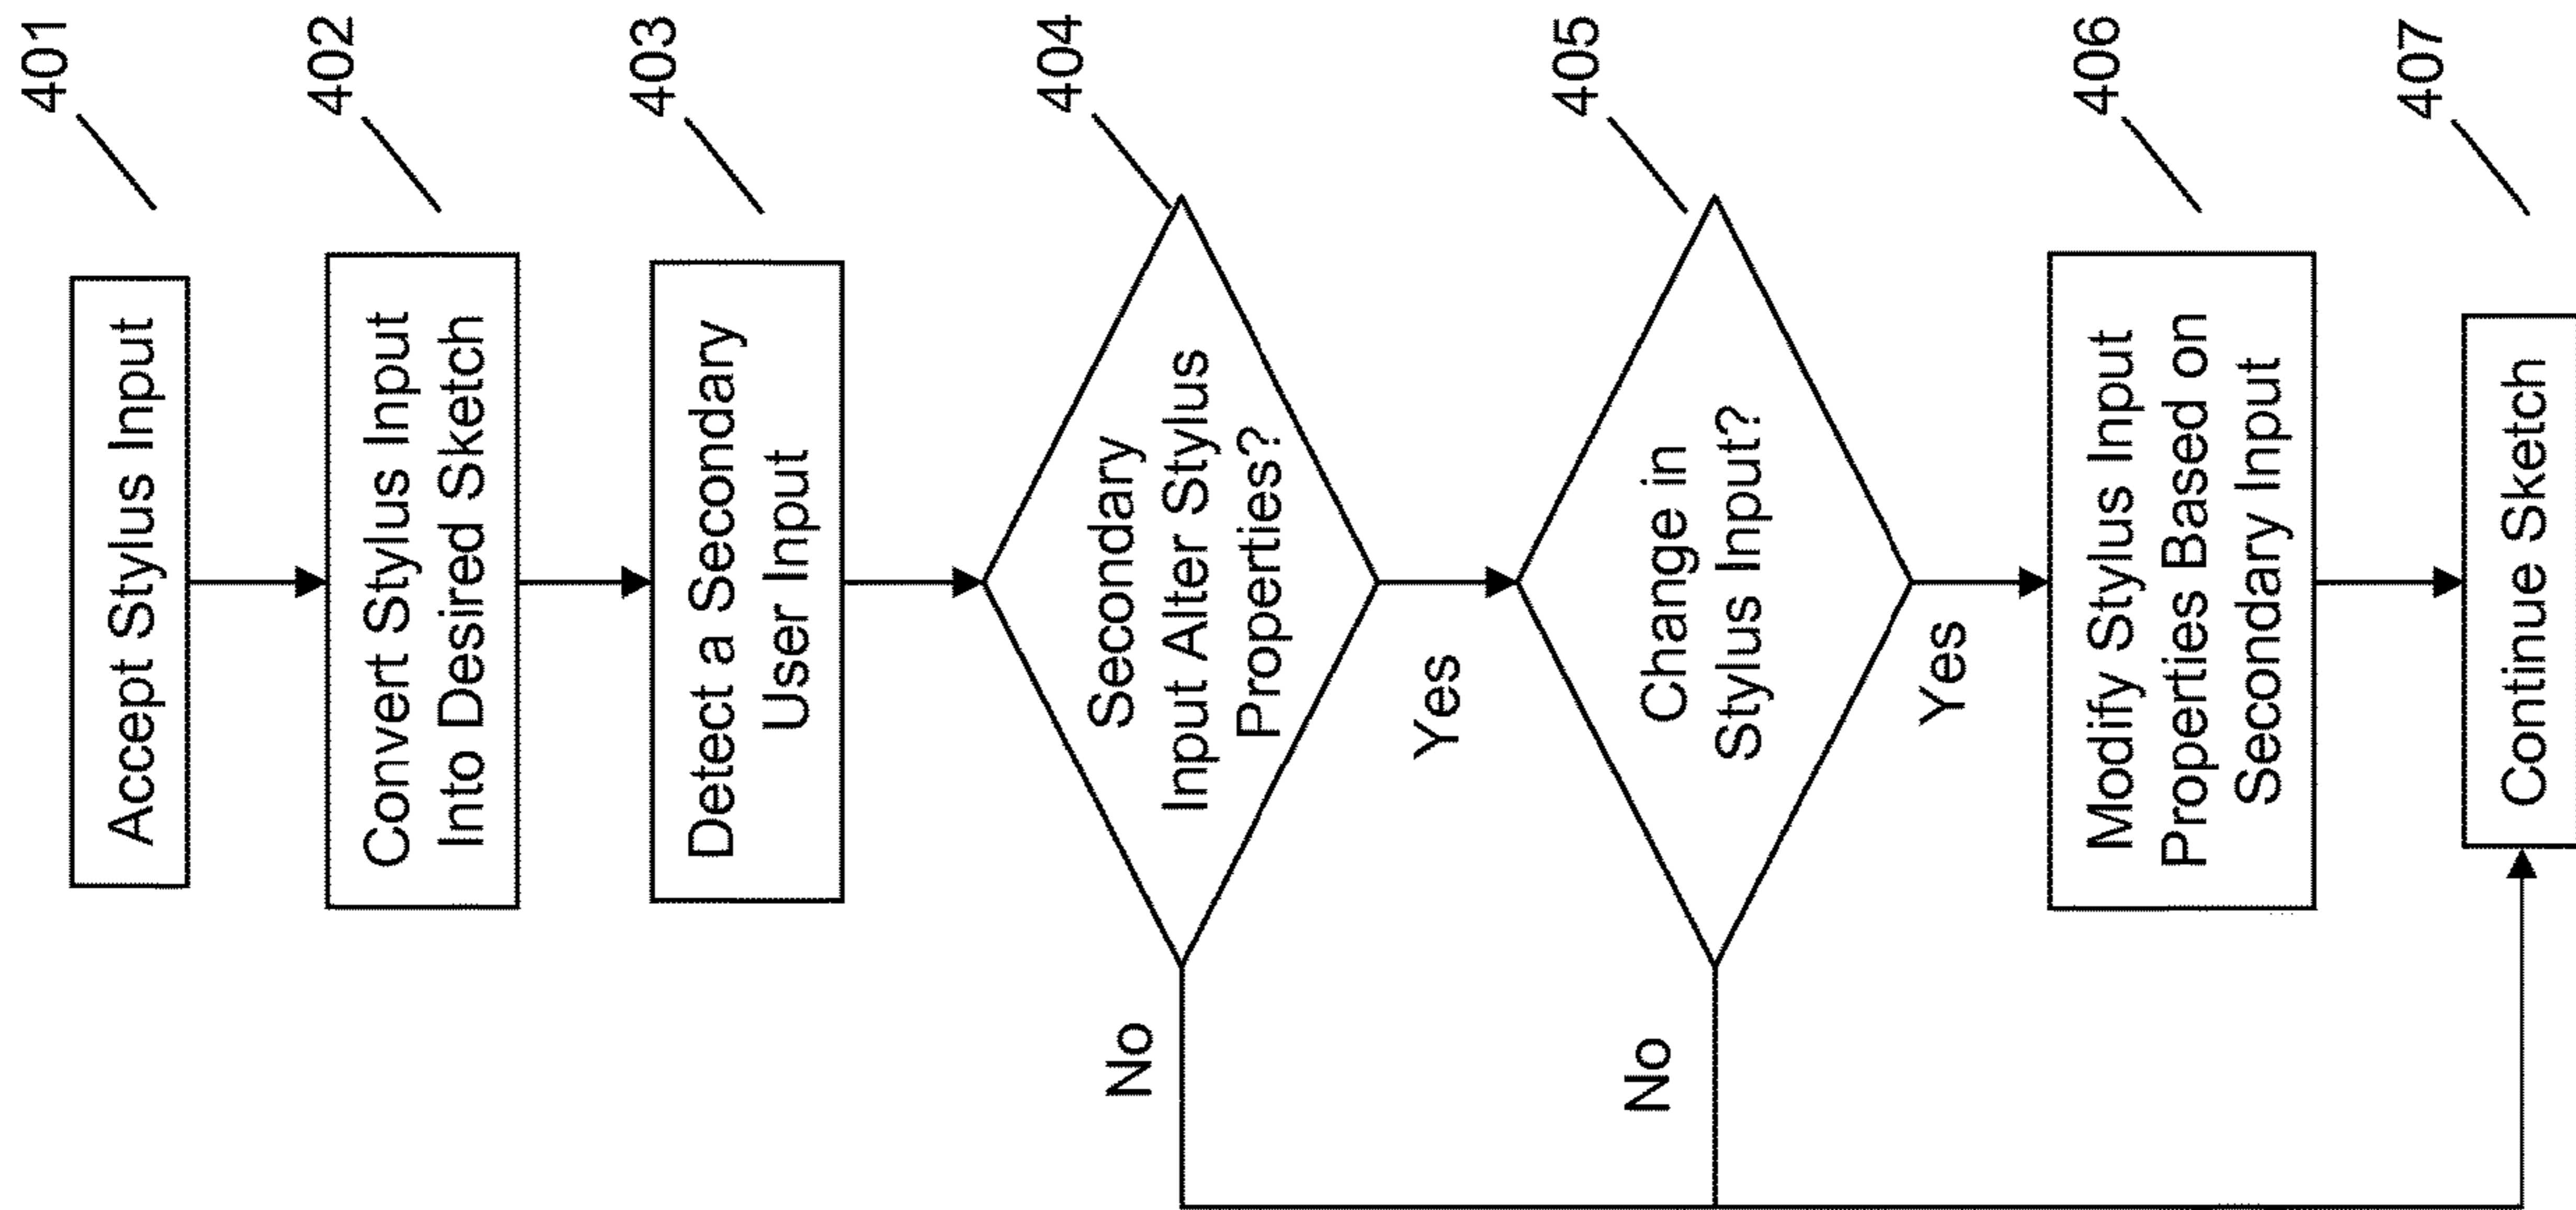 Accept Stylus Input
401
Convert Stylus Input
Into Desired Sketch
402
Detect a Secondary
User Input
403
Secondary
Input Alter Stylus
Properties?
404
No
Yes
Change in
Stylus Input?
405
No
Yes
Modify Stylus Input
Properties Based on
Secondary Input
406
Continue Sketch
407